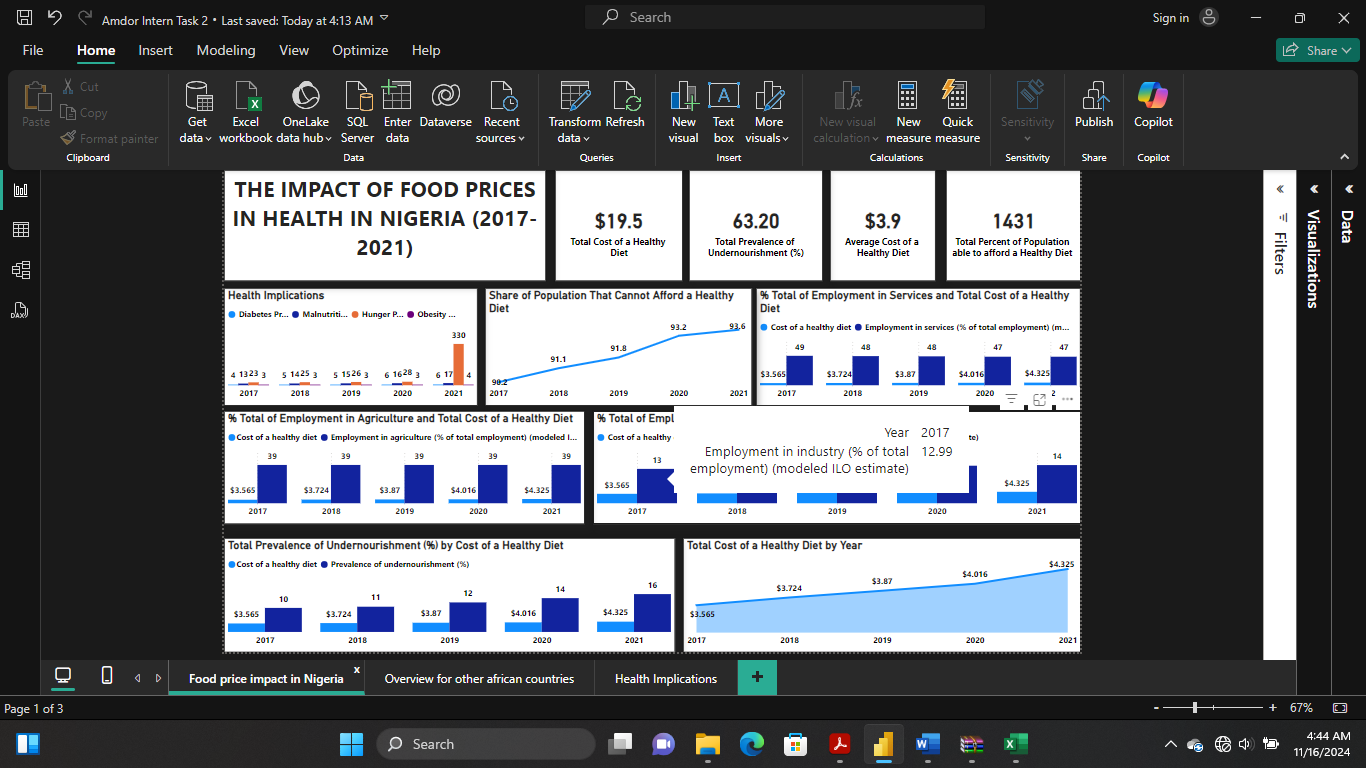 Amdor Intern Task 2 • Last saved: Today at 4:13 AM
Search
Sign in
File Home Insert Modeling View Optimize Help
Share
Paste
Cut
Copy
Format painter
Clipboard
Get data
Excel workbook
OneLake data hub
SQL Server
Enter data
Dataverse
Recent sources
Data
Transform data
Refresh
Queries
New visual
Text box
More visuals
Insert
New visual calculation
New measure
Quick measure
Calculations
Sensitivity
Sensitivity
Publish
Share
Copilot
Copilot
THE IMPACT OF FOOD PRICES
IN HEALTH IN NIGERIA (2017-
2021)
$19.5
Total Cost of a Healthy
Diet
63.20
Total Prevalence of
Undernourishment (%)
$3.9
Average Cost of a
Healthy Diet
1431
Total Percent of Population
able to afford a Healthy Diet
Filters
Visualizations
Data
Health Implications
Diabetes Pr... Malnutriti... Hunger P... Obesity ...
330
4 13 23 3 5 14 25 3 5 15 26 3 6 16 28 3 6 17 4
2017 2018 2019 2020 2021
Share of Population That Cannot Afford a Healthy
Diet
90.2 91.1 91.8 93.2 93.6
2017 2018 2019 2020 2021
% Total of Employment in Services and Total Cost of a Healthy
Diet
Cost of a healthy diet Employment in services (% of total employment) (m...
49 48 48 47 47
$3.565 $3.724 $3.87 $4.016 $4.325
2017 2018 2019 2020 2
% Total of Employment in Agriculture and Total Cost of a Healthy Diet
Cost of a healthy diet Employment in agriculture (% of total employment) (modeled I...
39 39 39 39 39
$3.565 $3.724 $3.87 $4.016 $4.325
2017 2018 2019 2020 2021
% Total of Empl
Cost of a healthy te)
Year 2017
Employment in industry (% of total 12.99
employment) (modeled ILO estimate)
13 14
$3.565 $4.325
2017 2018 2019 2020 2021
Total Prevalence of Undernourishment (%) by Cost of a Healthy Diet
Cost of a healthy diet Prevalence of undernourishment (%)
10 11 12 14 16
$3.565 $3.724 $3.87 $4.016 $4.325
2017 2018 2019 2020 2021
Total Cost of a Healthy Diet by Year
$3.565 $3.724 $3.87 $4.016 $4.325
2017 2018 2019 2020 2021
Food price impact in Nigeria x
Overview for other african countries
Health Implications
+
Page 1 of 3
- + 67%
Search
4:44 AM
11/16/2024